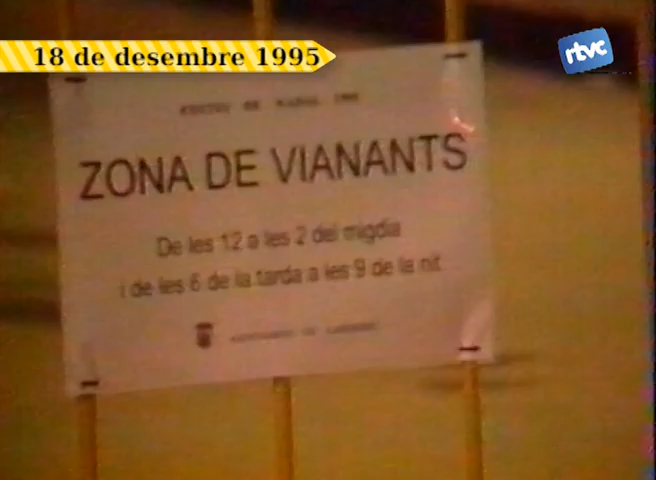 18 de desembre 1995
rtvc
ZONA DE VIANANTS
De les 12 a les 2 del migdia
i de les 6 de la tarda a les 9 de la nit